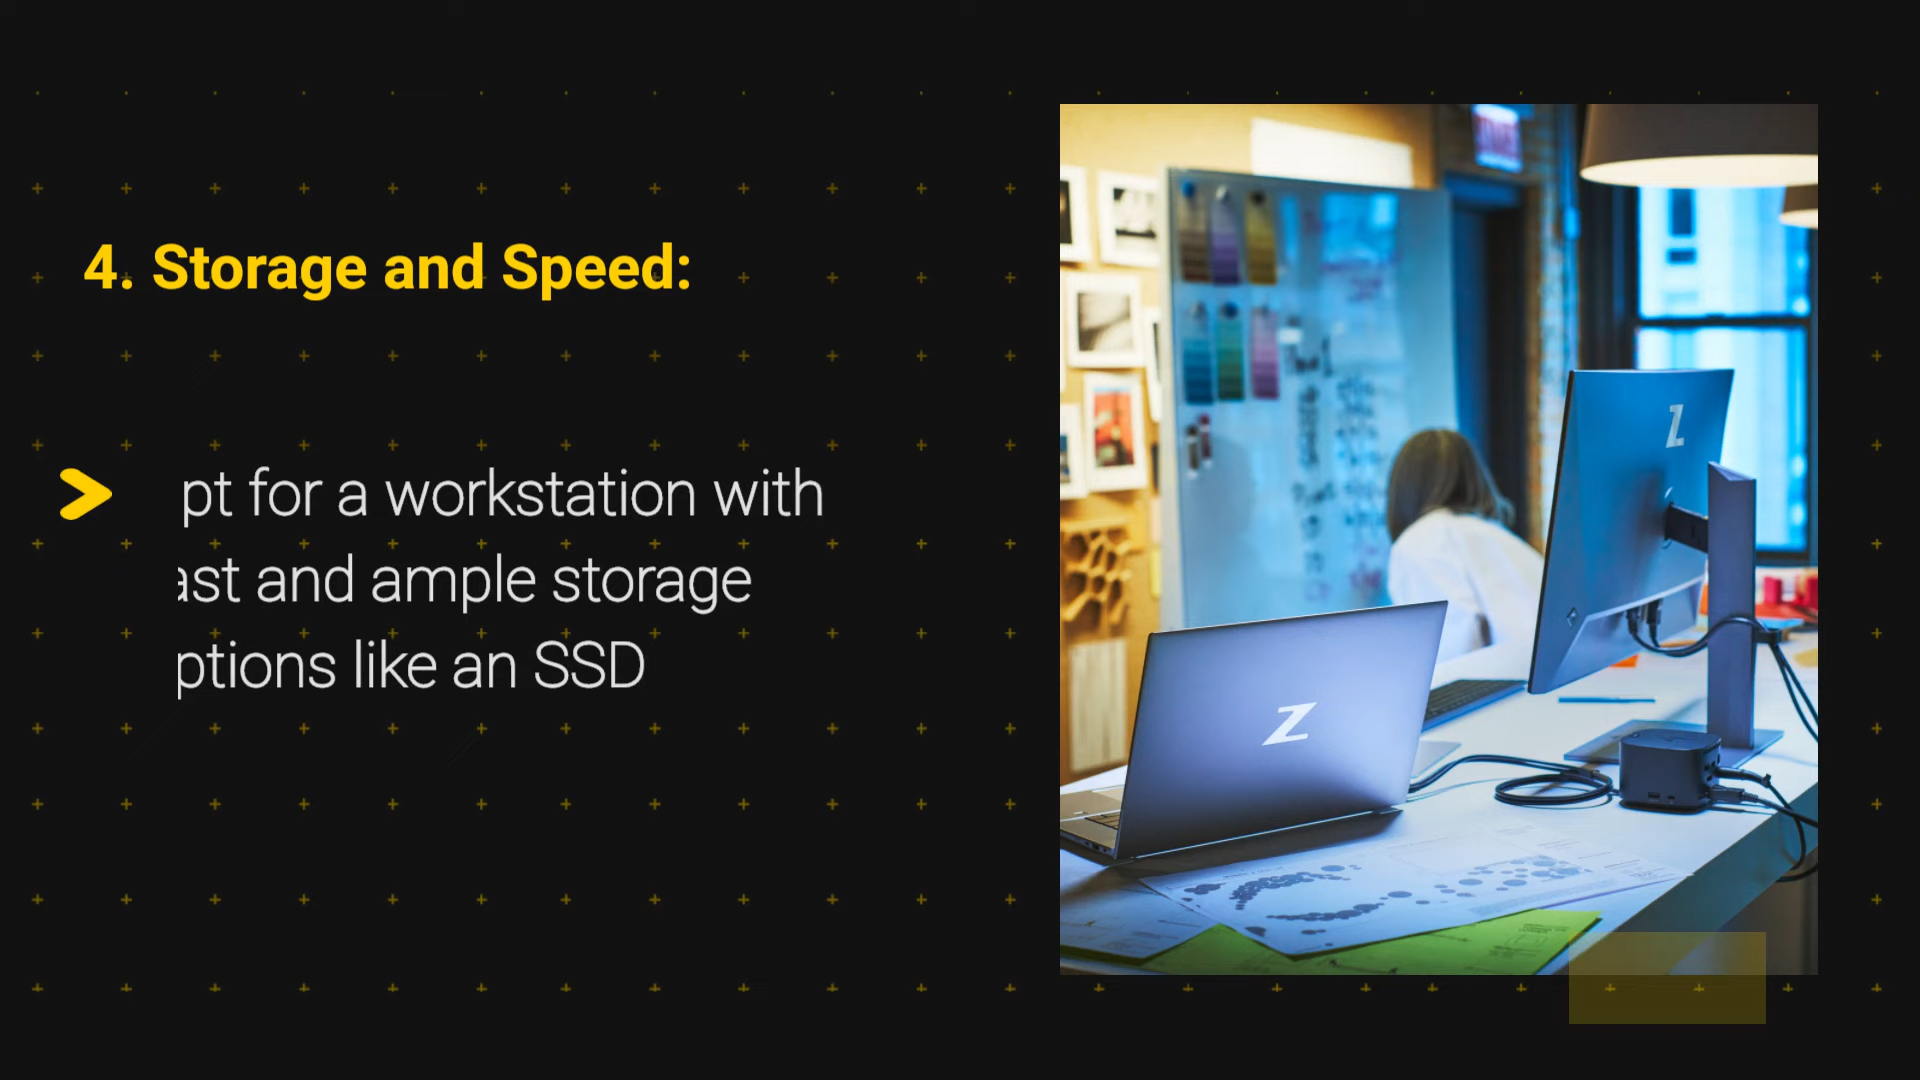 4. Storage and Speed:
pt for a workstation with
ast and ample storage
ptions like an SSD
Z
Z